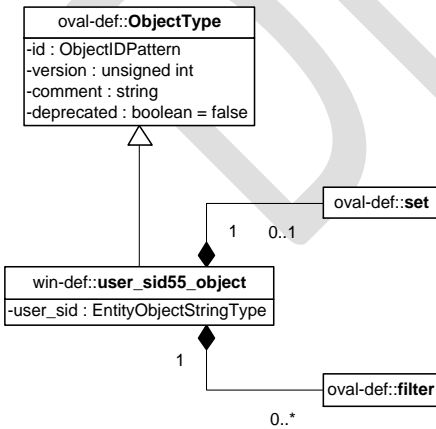 oval-def::ObjectType
-id : ObjectIDPattern
-version : unsigned int
-comment : string
-deprecated : boolean = false
oval-def::set
1
0..1
win-def::user_sid55_object
-user_sid : EntityObjectStringType
1
oval-def::filter
0..*